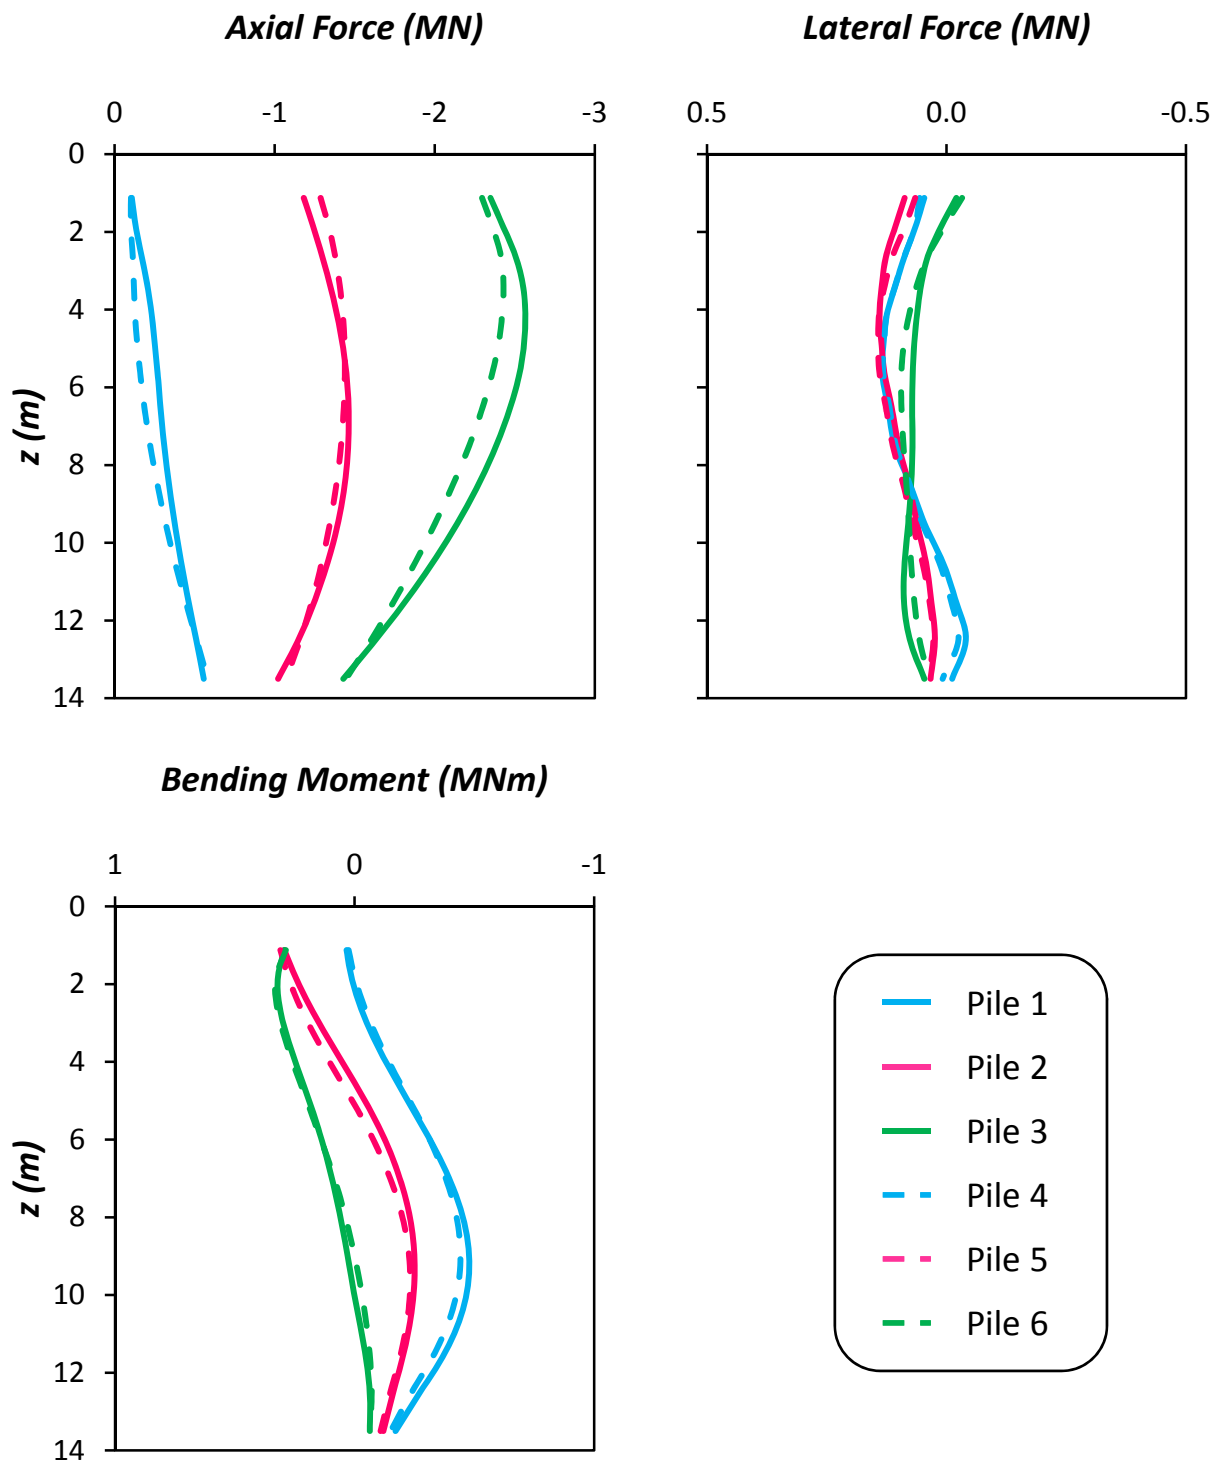 Axial Force (MN)
Lateral Force (MN)
0 -1 -2 -3
0.5 0.0 -0.5
0
2
4
6
8
10
12
14
z (m)
Bending Moment (MNm)
1 0 -1
0
2
4
6
8
10
12
14
z (m)
Pile 1
Pile 2
Pile 3
Pile 4
Pile 5
Pile 6